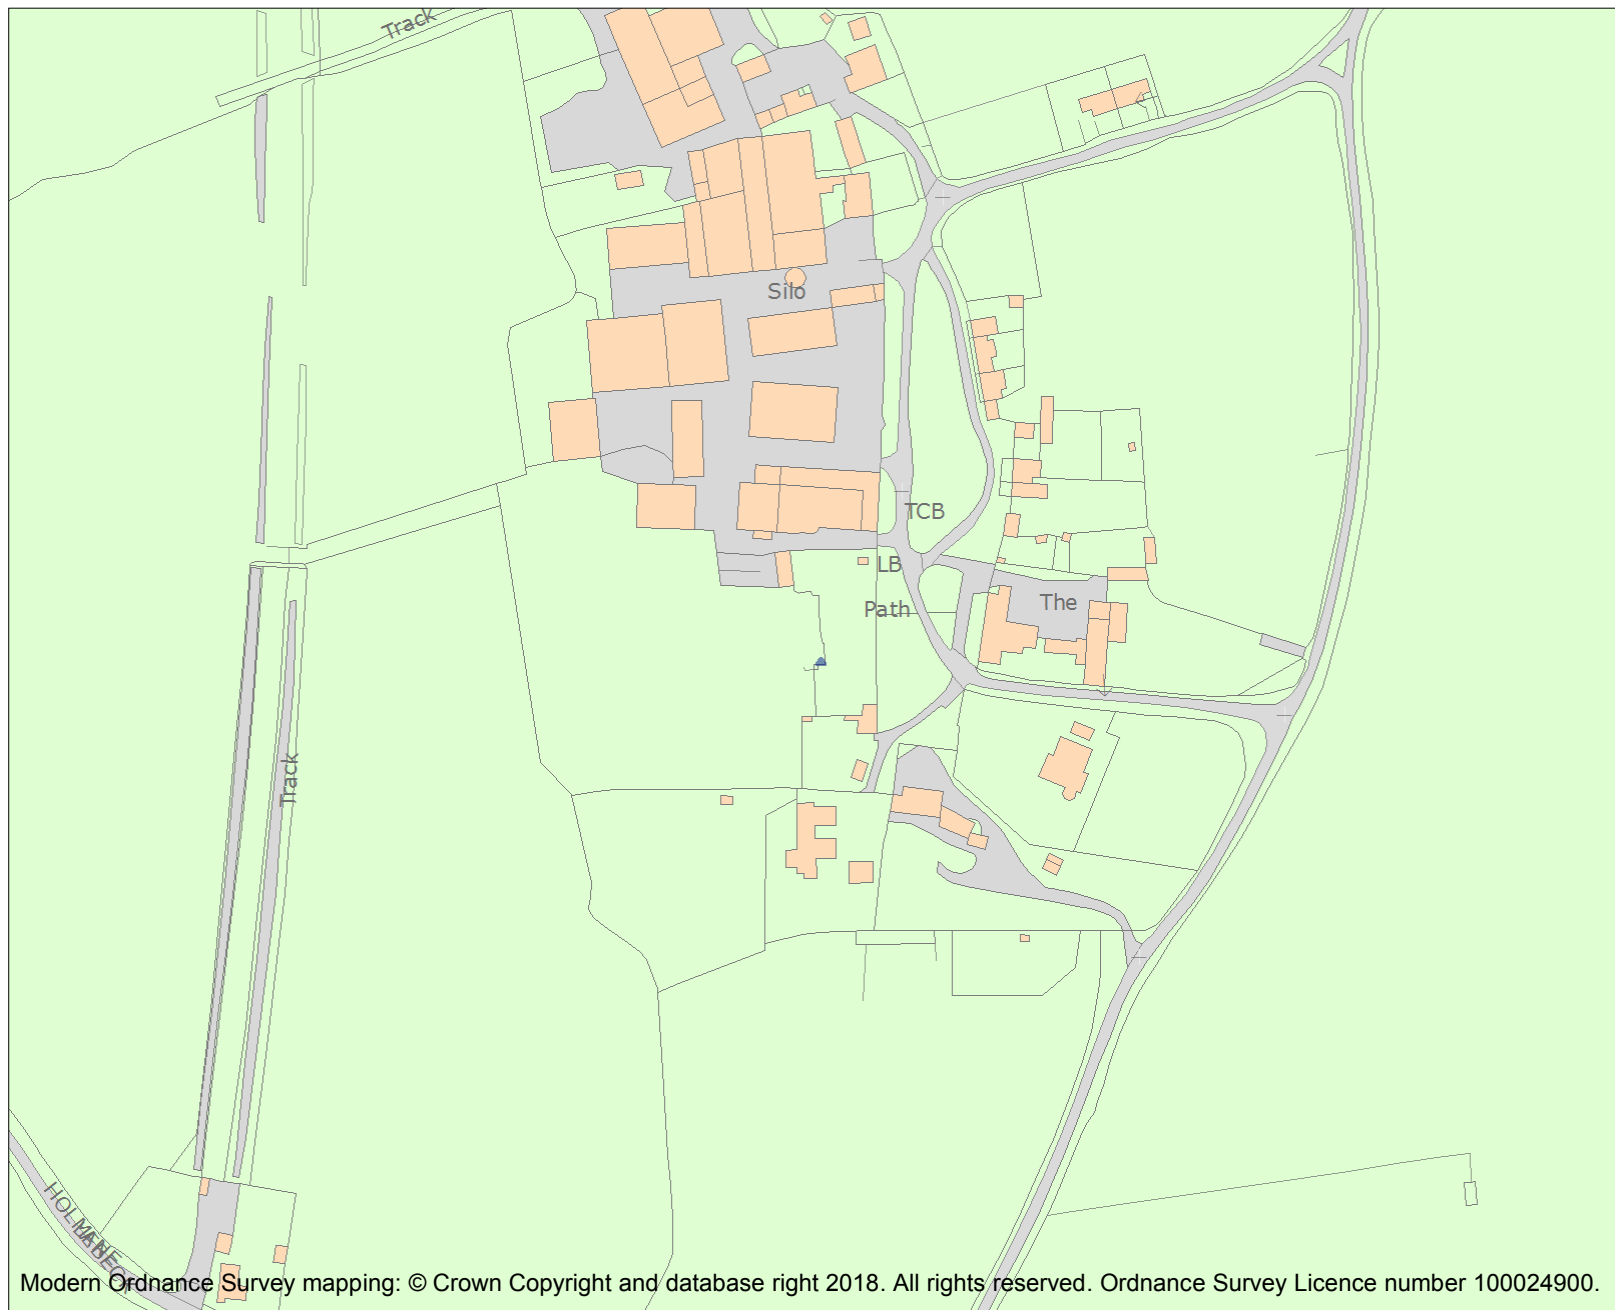 Track
Silo
TCB
LB
Path
The
Track
Modern Ordnance Survey mapping: © Crown Copyright and database right 2018. All rights reserved. Ordnance Survey Licence number 100024900.